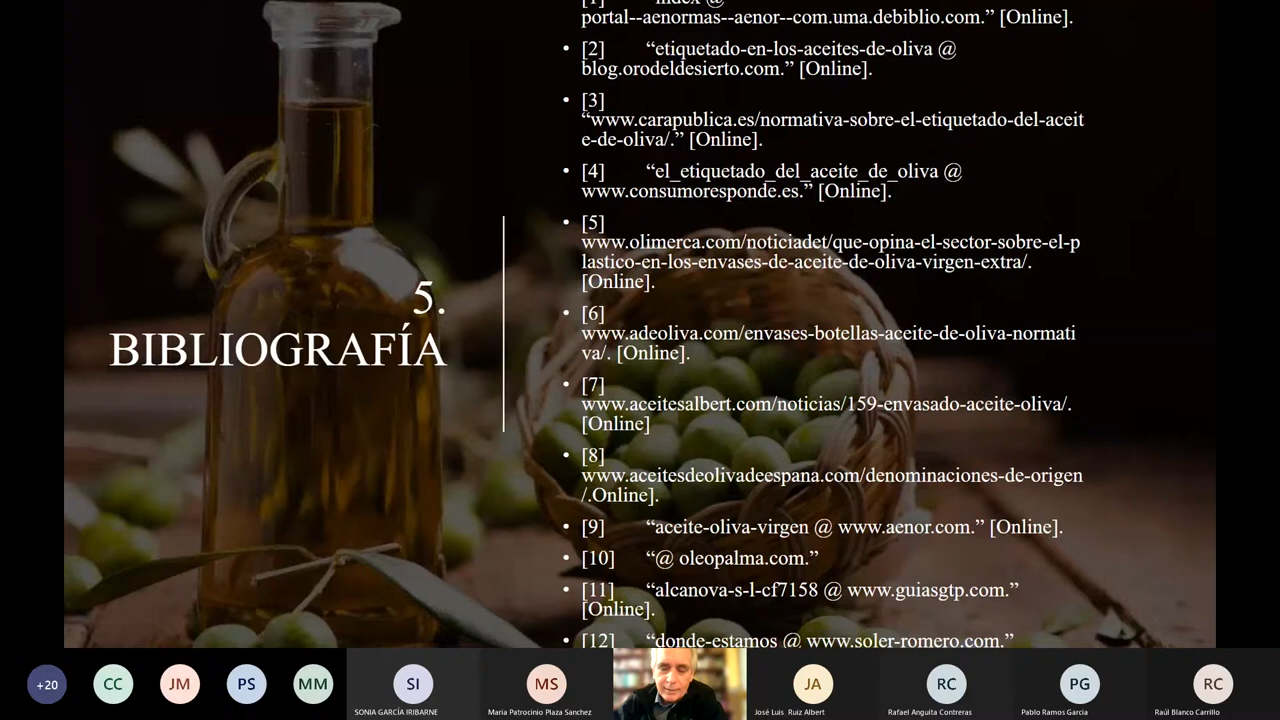 5.
BIBLIOGRAFÍA
[1] “index @
portal--aenormas--aenor--com.uma.debiblio.com.” [Online].
• [2] “etiquetado-en-los-aceites-de-oliva @
blog.orodeldesierto.com.” [Online].
• [3]
“www.carapublica.es/normativa-sobre-el-etiquetado-del-aceit
e-de-oliva/.” [Online].
• [4] “el_etiquetado_del_aceite_de_oliva @
www.consumoresponde.es.” [Online].
• [5]
www.olimerca.com/noticiadet/que-opina-el-sector-sobre-el-p
lastico-en-los-envases-de-aceite-de-oliva-virgen-extra/.
[Online].
• [6]
www.adeoliva.com/envases-botellas-aceite-de-oliva-normati
va/. [Online].
• [7]
www.aceitesalbert.com/noticias/159-envasado-aceite-oliva/.
[Online]
• [8]
www.aceitesdeolivadeespana.com/denominaciones-de-origen
/.Online].
• [9] “aceite-oliva-virgen @ www.aenor.com.” [Online].
• [10] “@ oleopalma.com.”
• [11] “alcanova-s-l-cf7158 @ www.guiasgtp.com.”
[Online].
• [12] “donde-estamos @ www.soler-romero.com.”
+20
CC
JM
PS
MM
SI
SONIA GARCÍA IRIBARNE
MS
Maria Patrocinio Plaza Sanchez
JA
José Luis Ruiz Albert
RC
Rafael Anguita Contreras
PG
Pablo Ramos Garcia
RC
Raúl Blanco Carrillo